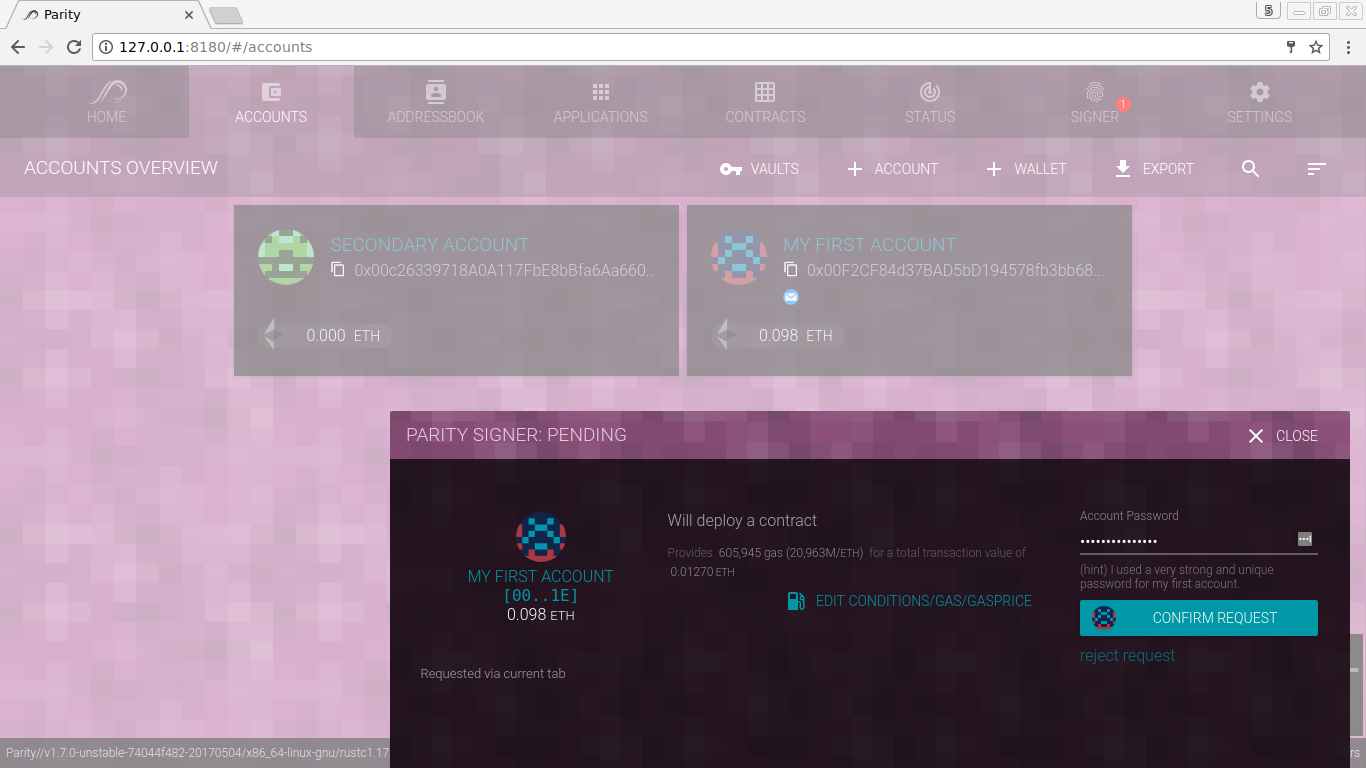 Parity
5
127.0.0.1:8180/#/accounts
HOME
ACCOUNTS
ADDRESSBOOK
APPLICATIONS
CONTRACTS
STATUS
SIGNER
1
SETTINGS
ACCOUNTS OVERVIEW
VAULTS
ACCOUNT
WALLET
EXPORT
SECONDARY ACCOUNT
0x00c26339718A0A117FbE8bBfa6Aa660...
0.000 ETH
MY FIRST ACCOUNT
0x00F2CF84d37BAD5bD194578fb3bb68...
0.098 ETH
PARITY SIGNER: PENDING
CLOSE
MY FIRST ACCOUNT
[00..1E]
0.098 ETH
Requested via current tab
Will deploy a contract
Provides 605,945 gas (20,963M/ETH) for a total transaction value of
0.01270 ETH
EDIT CONDITIONS/GAS/GASPRICE
Account Password
•••••••••••••••
(hint) I used a very strong and unique
password for my first account.
CONFIRM REQUEST
reject request
Parity//v1.7.0-unstable-74044f482-20170504/x86_64-linux-gnu/rustc1.17
rs